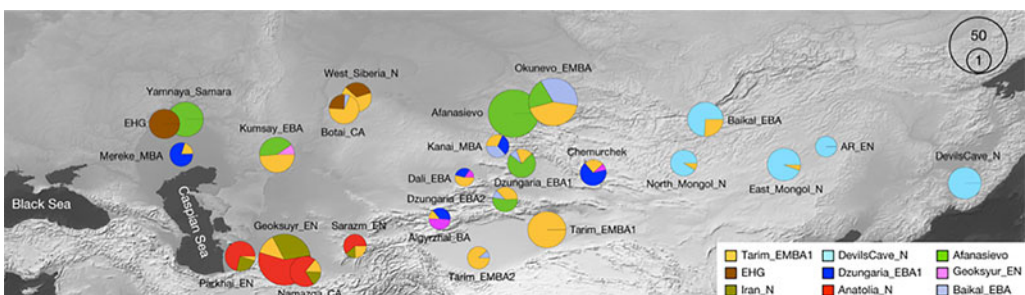 50
1
Okunevo_EMBA
West_Siberia_N
Yamnaya_Samara
Afanasievo
Baikal_EBA
EHG
Kumsay_EBA
Botai_CA
Kanai_MBA
AR_EN
Mereke_MBA
Chemurchek
DevilsCave_N
Dali_EBA
Dzungaria_EBA1
North_Mongol_N
East_Mongol_N
Dzungaria_EBA2
Black Sea
Caspian Sea
Geoksuyr_EN
Sarazm_EN
Aigyrzhal_BA
Tarim_EMBA1
Parkhai_EN
Namazga_CA
Tarim_EMBA2
Tarim_EMBA1 DevilsCave_N Afanasievo
EHG Dzungaria_EBA1 Geoksyur_EN
Iran_N Anatolia_N Baikal_EBA